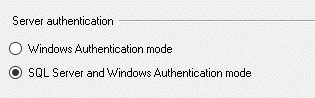 Server authentication
Windows Authentication mode
SQL Server and Windows Authentication mode